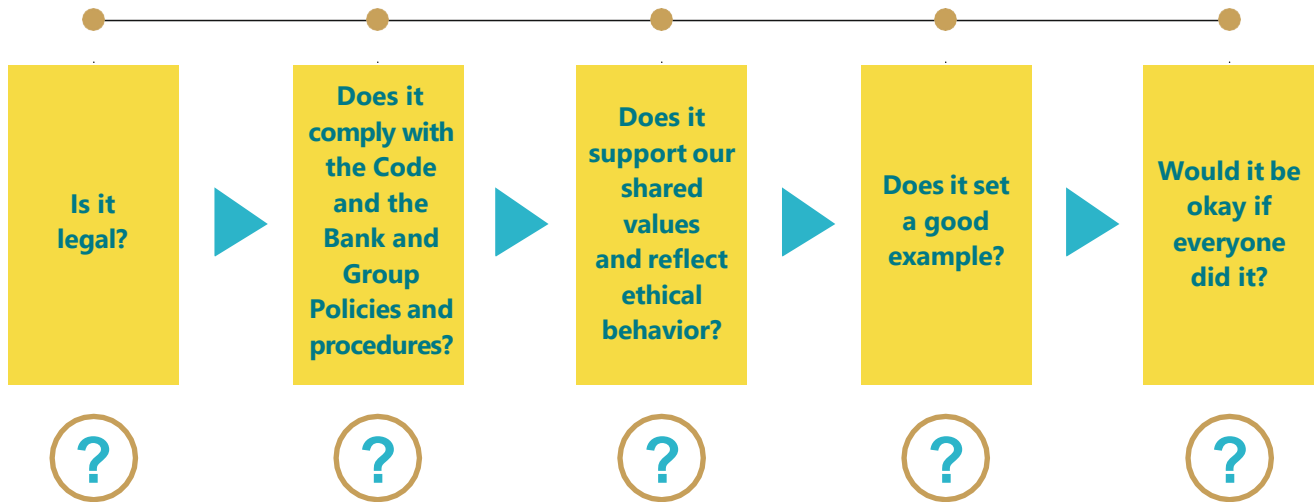 Is it
legal?
Does it
comply with
the Code
and the
Bank and
Group
Policies and
procedures?
Does it
support our
shared
values
and reflect
ethical
behavior?
Does it set
a good
example?
Would it be
okay if
everyone
did it?
?
?
?
?
?